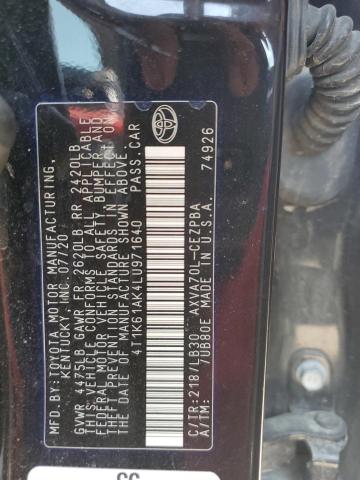 MFD. BY: TOYOTA MOTOR MANUFACTURING,
KENTUCKY, INC. 07/20
GVWR 4475LB GAWR FR 2620LB RR 2420LB
THIS VEHICLE CONFORMS TO ALL APPLICABLE
FEDERAL MOTOR VEHICLE SAFETY, BUMPER, AND
THEFT PREVENTION STANDARDS IN EFFECT ON
THE DATE OF MANUFACTURE SHOWN ABOVE.
4T1K61AK4LU971640 PASS. CAR
C/TR: 218/LB30 AXVA70L-CEZPBA
A/TM: 7UB80E MADE IN U.S.A. 74926